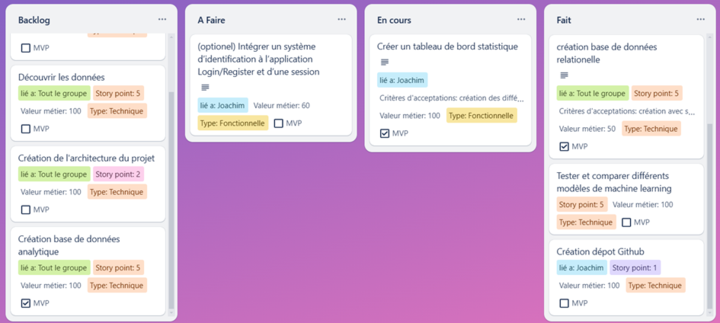 Backlog
MVP
Découvrir les données
lié a: Tout le groupe Story point: 5
Valeur métier: 100 Type: Technique
MVP
Création de l'architecture du projet
lié a: Tout le groupe Story point: 2
Valeur métier: 100 Type: Technique
MVP
Création base de données
analytique
lié a: Tout le groupe Story point: 5
Valeur métier: 100 Type: Technique
MVP
A Faire
(optionel) Intégrer un système
d'identification à l'application
Login/Register et d'une session
lié a: Joachim Valeur métier: 60
Type: Fonctionnelle MVP
En cours
Créer un tableau de bord statistique
lié a: Joachim
Critères d'acceptations: création des diffé...
Valeur métier: 100 Type: Fonctionnelle
MVP
Fait
création base de données
relationelle
lié a: Tout le groupe Story point: 5
Critères d'acceptations: création avec s...
Valeur métier: 50 Type: Technique
MVP
Tester et comparer différents
modèles de machine learning
Story point: 5 Valeur métier: 100
Type: Technique MVP
Création dépot Github
lié a: Joachim Story point: 1
Valeur métier: 100 Type: Technique
MVP